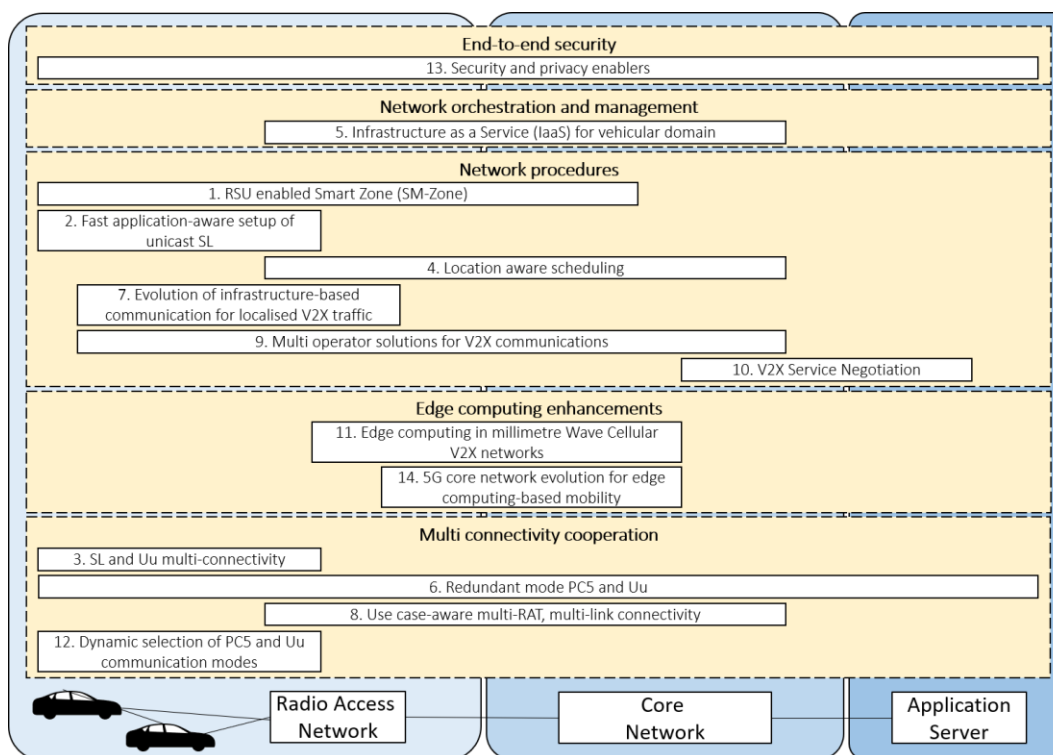 End-to-end security
13. Security and privacy enablers
Network orchestration and management
5. Infrastructure as a Service (IaaS) for vehicular domain
Network procedures
1. RSU enabled Smart Zone (SM-Zone)
2. Fast application-aware setup of
unicast SL
4. Location aware scheduling
7. Evolution of infrastructure-based
communication for localised V2X traffic
9. Multi operator solutions for V2X communications
10. V2X Service Negotiation
Edge computing enhancements
11. Edge computing in millimetre Wave Cellular
V2X networks
14. 5G core network evolution for edge
computing-based mobility
Multi connectivity cooperation
3. SL and Uu multi-connectivity
6. Redundant mode PC5 and Uu
8. Use case-aware multi-RAT, multi-link connectivity
12. Dynamic selection of PC5 and Uu
communication modes
Radio Access
Network
Core
Network
Application
Server